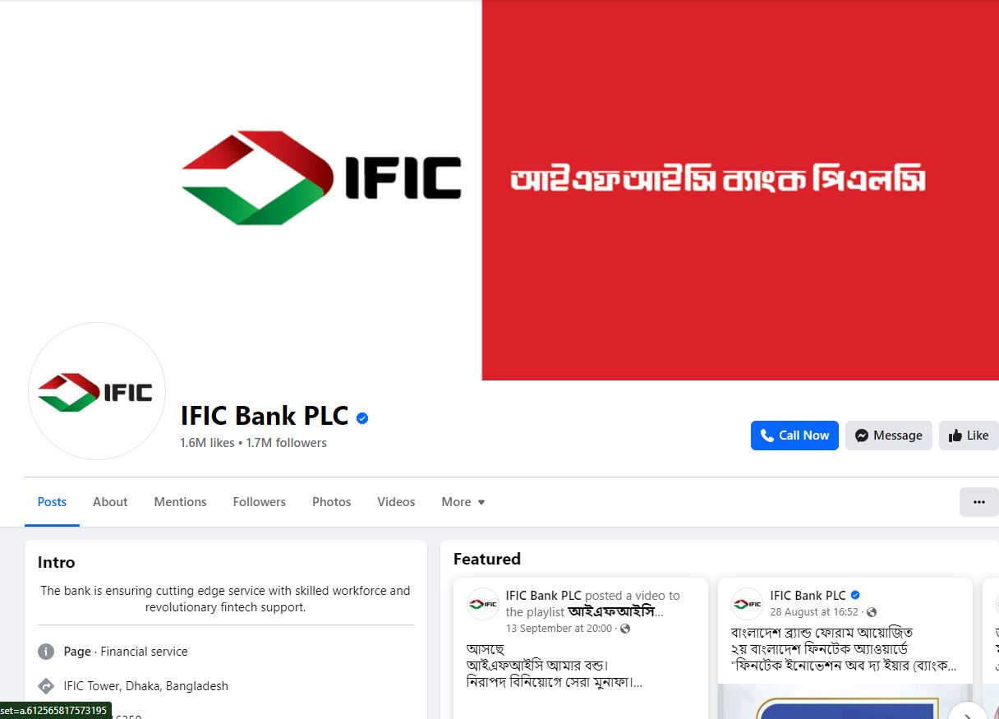 IFIC
আইএফআইসি ব্যাংক পিএলসি
IFIC
IFIC Bank PLC
1.6M likes • 1.7M followers
Call Now
Message
Like
Posts
About
Mentions
Followers
Photos
Videos
More
Intro
The bank is ensuring cutting edge service with skilled workforce and
revolutionary fintech support.
Page · Financial service
IFIC Tower, Dhaka, Bangladesh
set=a.612565817573195
Featured
IFIC
IFIC Bank PLC posted a video to
the playlist আইএফআইসি...
13 September at 20:00 ·
আসছে
আইএফআইসি আমার বন্ড।
নিরাপদ বিনিয়োগে সেরা মুনাফা।...
IFIC
IFIC Bank PLC
28 August at 16:52 ·
বাংলাদেশ ব্র্যান্ড ফোরাম আয়োজিত
২য় বাংলাদেশ ফিনটেক অ্যাওয়ার্ডে
"ফিনটেক ইনোভেশন অব দ্য ইয়ার (ব্যাংক...